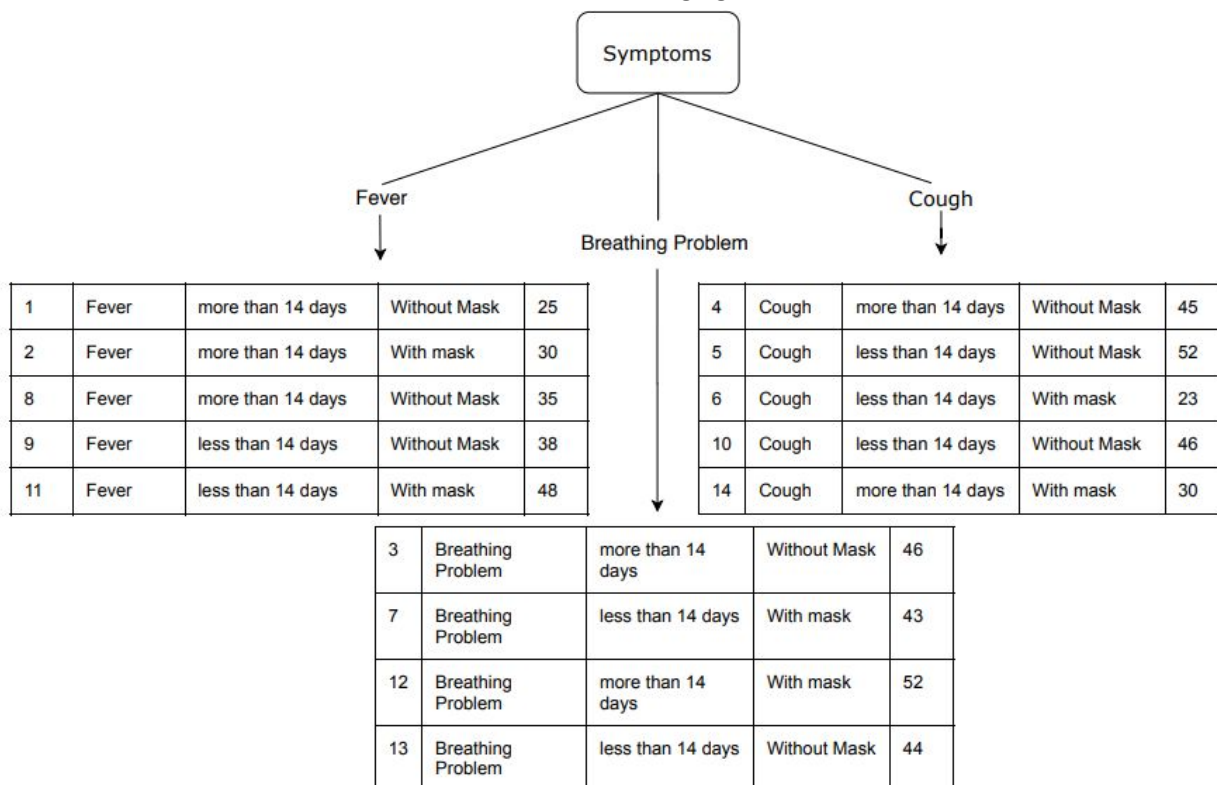 Symptoms
Fever
Cough
Breathing Problem
1 Fever more than 14 days Without Mask 25
2 Fever more than 14 days With mask 30
8 Fever more than 14 days Without Mask 35
9 Fever less than 14 days Without Mask 38
11 Fever less than 14 days With mask 48
4 Cough more than 14 days Without Mask 45
5 Cough less than 14 days Without Mask 52
6 Cough less than 14 days With mask 23
10 Cough less than 14 days Without Mask 46
14 Cough more than 14 days With mask 30
3 Breathing Problem more than 14 days Without Mask 46
7 Breathing Problem less than 14 days With mask 43
12 Breathing Problem more than 14 days With mask 52
13 Breathing Problem less than 14 days Without Mask 44